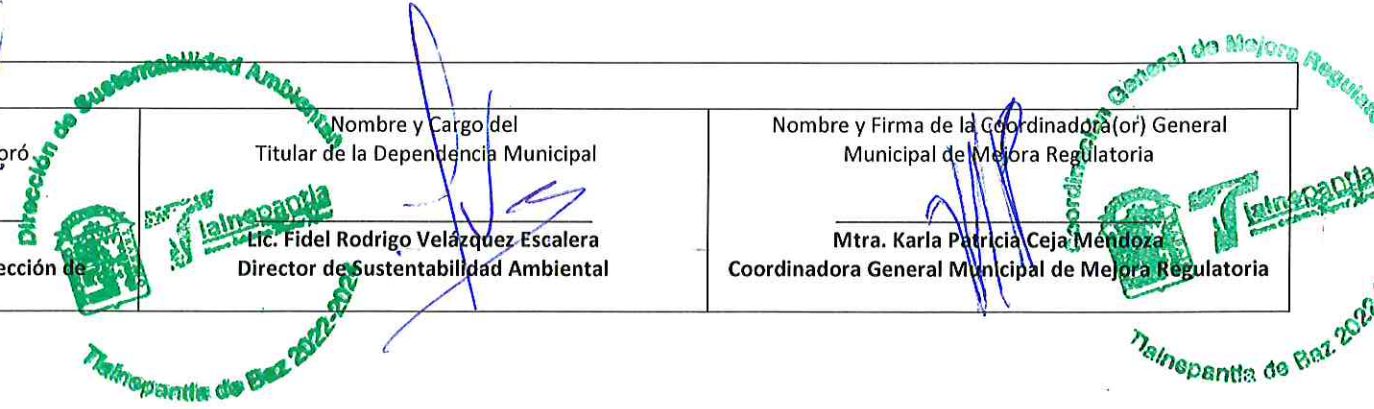 oró
ección de
Nombre y Cargo del
Titular de la Dependencia Municipal
Lic. Fidel Rodrigo Velázquez Escalera
Director de Sustentabilidad Ambiental
Nombre y Firma de la Coordinadora(or) General
Municipal de Mejora Regulatoria
Mtra. Karla Patricia Ceja Mendoza
Coordinadora General Municipal de Mejora Regulatoria
Dirección de Sustentabilidad Ambiental
Tlalnepantla
Tlalnepantla de Baz 2022-202
Coordinación General de Mejora Regulat
Tlalnepantla
Tlalnepantla de Baz 2022